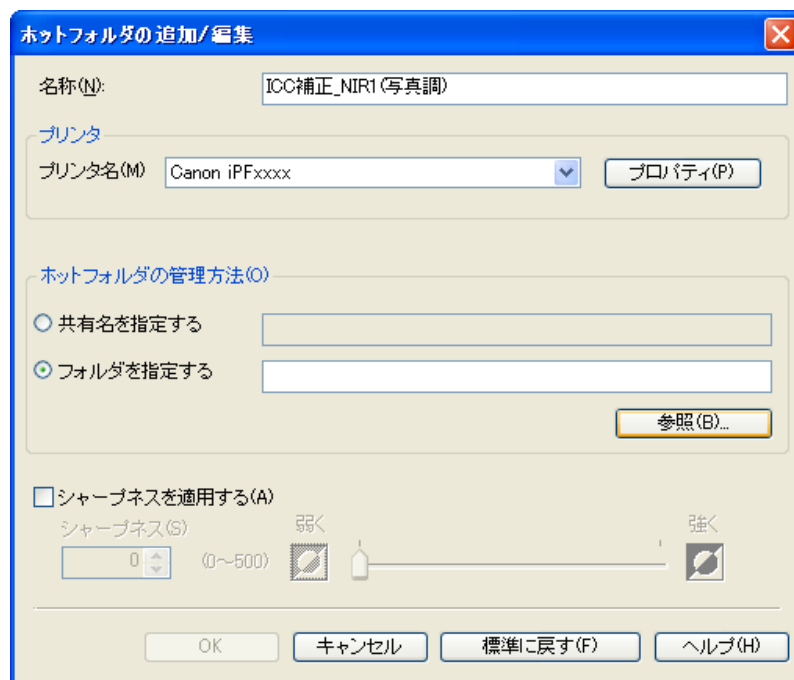 ホットフォルダの追加/編集
名称(N):
ICC補正_NIR1(写真調)
プリンタ
プリンタ名(M) Canon iPFxxxx プロパティ(P)
ホットフォルダの管理方法(O)
共有名を指定する
フォルダを指定する
参照(B)...
シャープネスを適用する(A)
シャープネス(S) 弱く 強く
0 (0～500)
OK キャンセル 標準に戻す(F) ヘルプ(H)